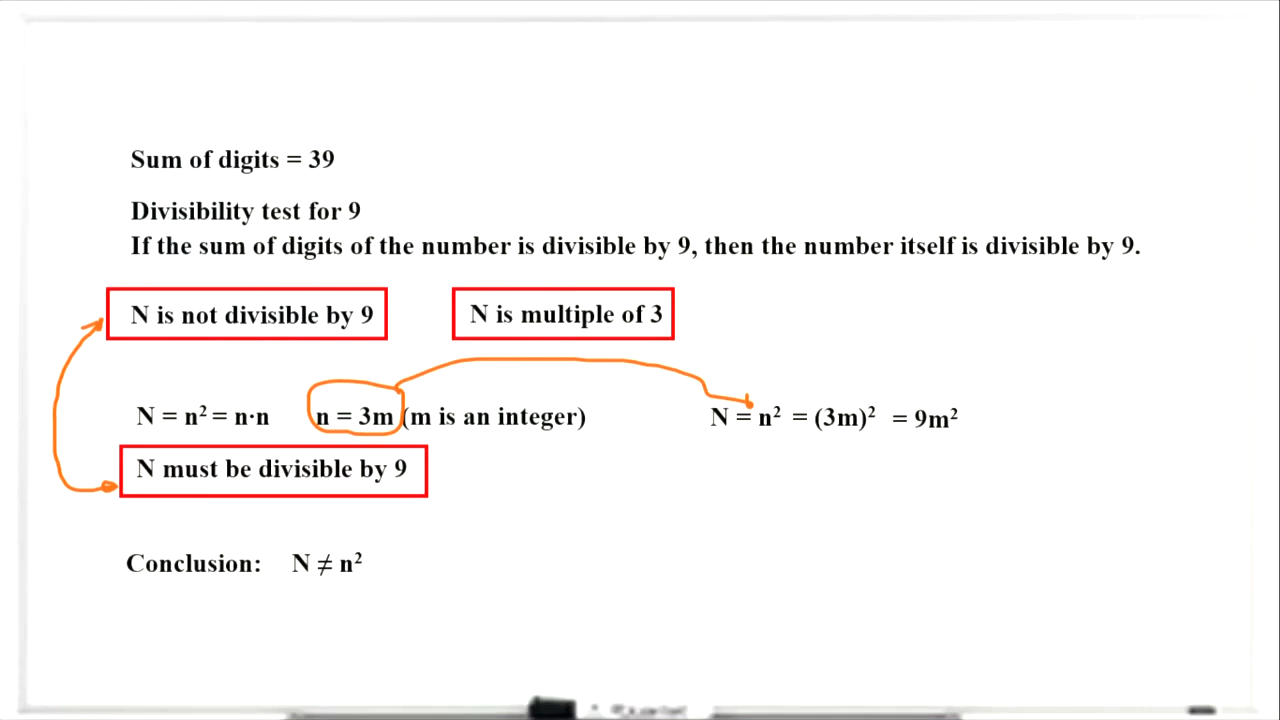 Sum of digits = 39
Divisibility test for 9
If the sum of digits of the number is divisible by 9, then the number itself is divisible by 9.
N is not divisible by 9 N is multiple of 3
N = n² = n·n n = 3m (m is an integer) N = n² = (3m)² = 9m²
N must be divisible by 9
Conclusion: N ≠ n²